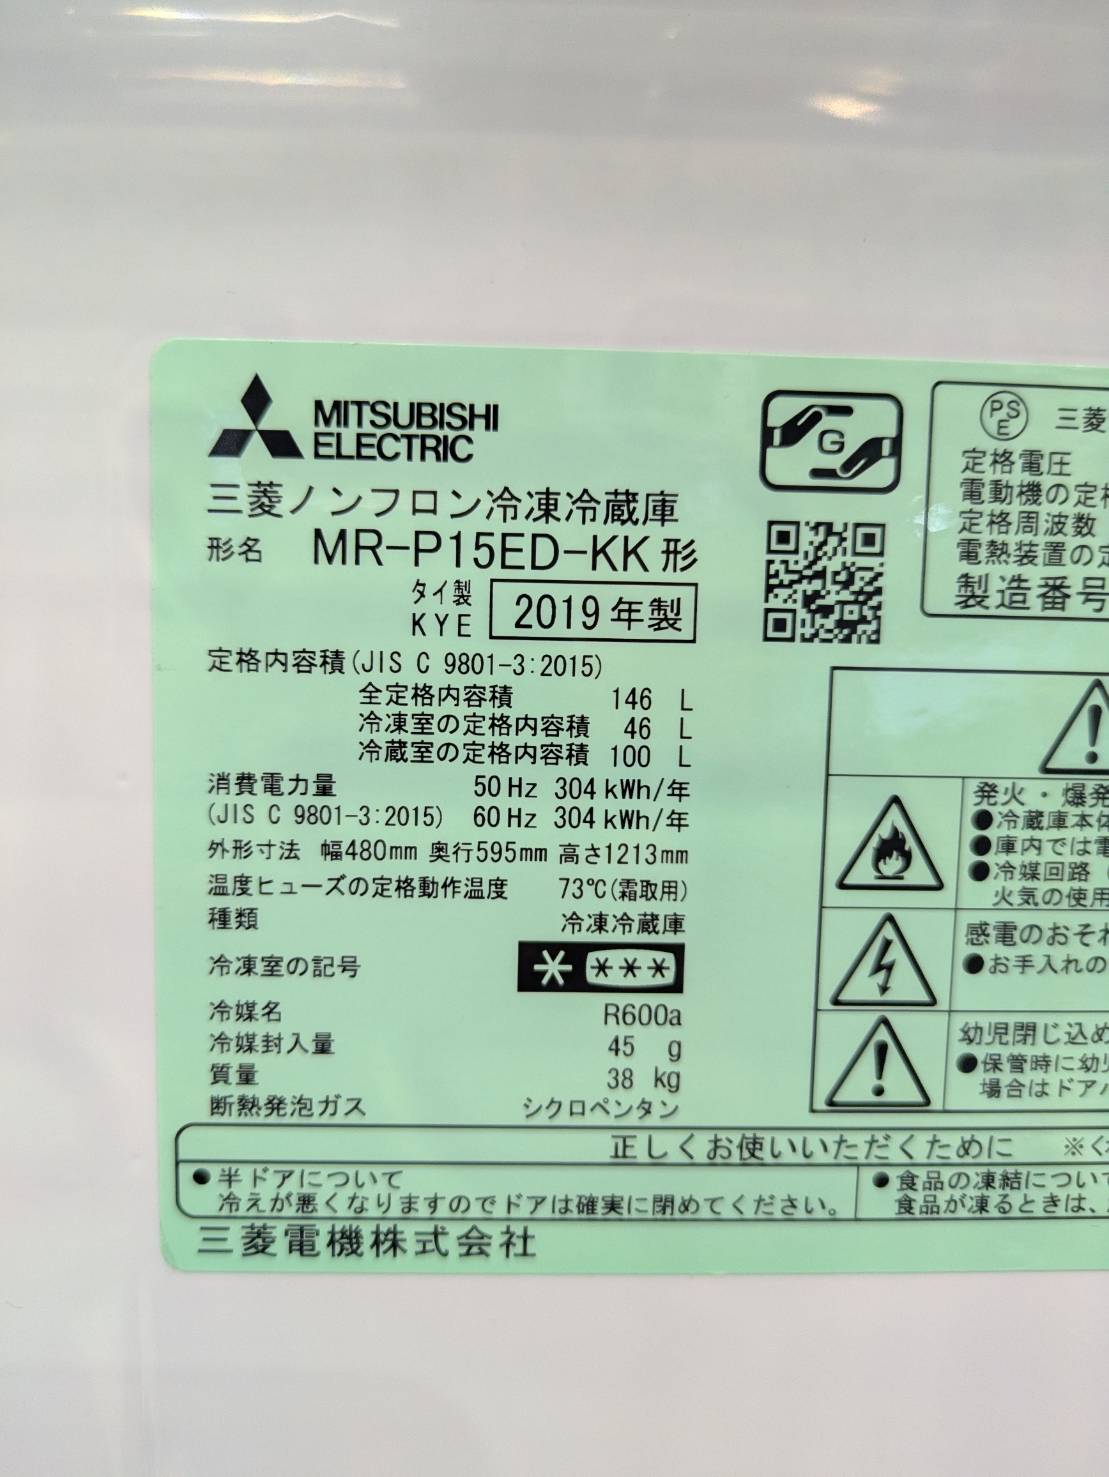 MITSUBISHI
ELECTRIC
三菱ノンフロン冷凍冷蔵庫
形名 MR-P15ED-KK 形
タイ製
KYE 2019 年製
定格内容積(JIS C 9801-3:2015)
全定格内容積 146 L
冷凍室の定格内容積 46 L
冷蔵室の定格内容積 100 L
消費電力量 50 Hz 304 kWh/年
(JIS C 9801-3:2015) 60 Hz 304 kWh/年
外形寸法 幅480mm 奥行595mm 高さ1213mm
温度ヒューズの定格動作温度 73℃(霜取用)
種類 冷凍冷蔵庫
冷凍室の記号 * ***
冷媒名 R600a
冷媒封入量 45 g
質量 38 kg
断熱発泡ガス シクロペンタン
G
PS
E
三菱
定格電圧
電動機の定格
定格周波数
電熱装置の定
製造番号
発火・爆発
●冷蔵庫本体
●庫内では電
●冷媒回路
火気の使用
感電のおそれ
●お手入れの
幼児閉じ込め
●保管時に幼児
場合はドア
正しくお使いいただくために ※
●半ドアについて
冷えが悪くなりますのでドアは確実に閉めてください。
●食品の凍結について
食品が凍るときは、
三菱電機株式会社